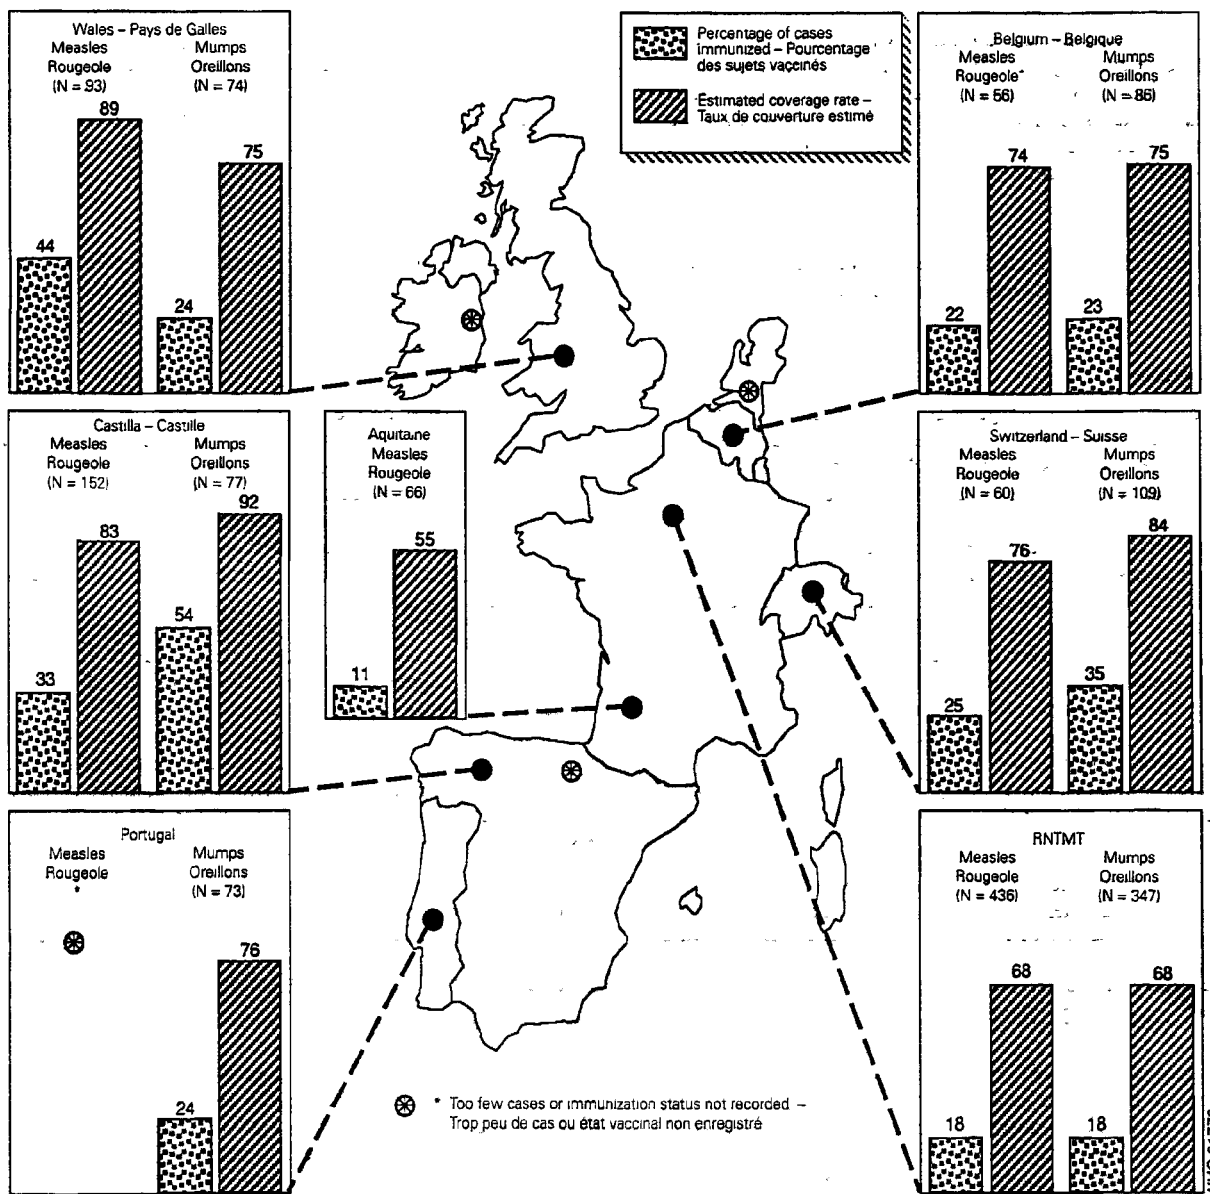 Wales – Pays de Galles
Measles Mumps
Rougeole Oreillons
(N = 93) (N = 74)
89
75
44
24
Percentage of cases
immunized – Pourcentage
des sujets vaccinés
Estimated coverage rate –
Taux de couverture estimé
Belgium – Belgique
Measles Mumps
Rougeole Oreillons
(N = 56) (N = 86)
74 75
22 23
Castilla – Castille
Measles Mumps
Rougeole Oreillons
(N = 152) (N = 77)
92
83
54
33
Aquitaine
Measles
Rougeole
(N = 66)
55
11
Switzerland – Suisse
Measles Mumps
Rougeole Oreillons
(N = 60) (N = 109)
84
76
35
25
Portugal
Measles Mumps
Rougeole Oreillons
* (N = 73)
76
24
RNTMT
Measles Mumps
Rougeole Oreillons
(N = 436) (N = 347)
68 68
18 18
* Too few cases or immunization status not recorded –
Trop peu de cas ou état vaccinal non enregistré